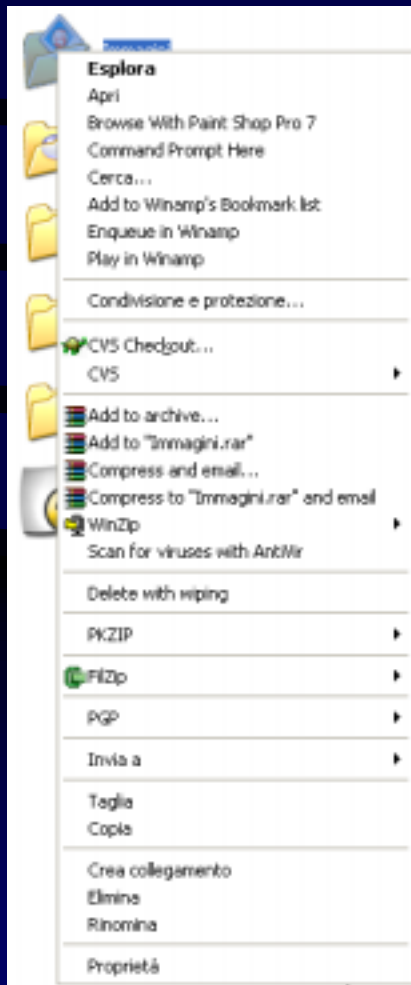 Immagini
Esplora
Apri
Browse With Paint Shop Pro 7
Command Prompt Here
Cerca...
Add to Winamp's Bookmark list
Enqueue in Winamp
Play in Winamp
Condivisione e protezione...
CVS Checkout...
CVS
Add to archive...
Add to "Immagini.rar"
Compress and email...
Compress to "Immagini.rar" and email
WinZip
Scan for viruses with AntiVir
Delete with wiping
PKZIP
FilZip
PGP
Invia a
Taglia
Copia
Crea collegamento
Elimina
Rinomina
Proprietà